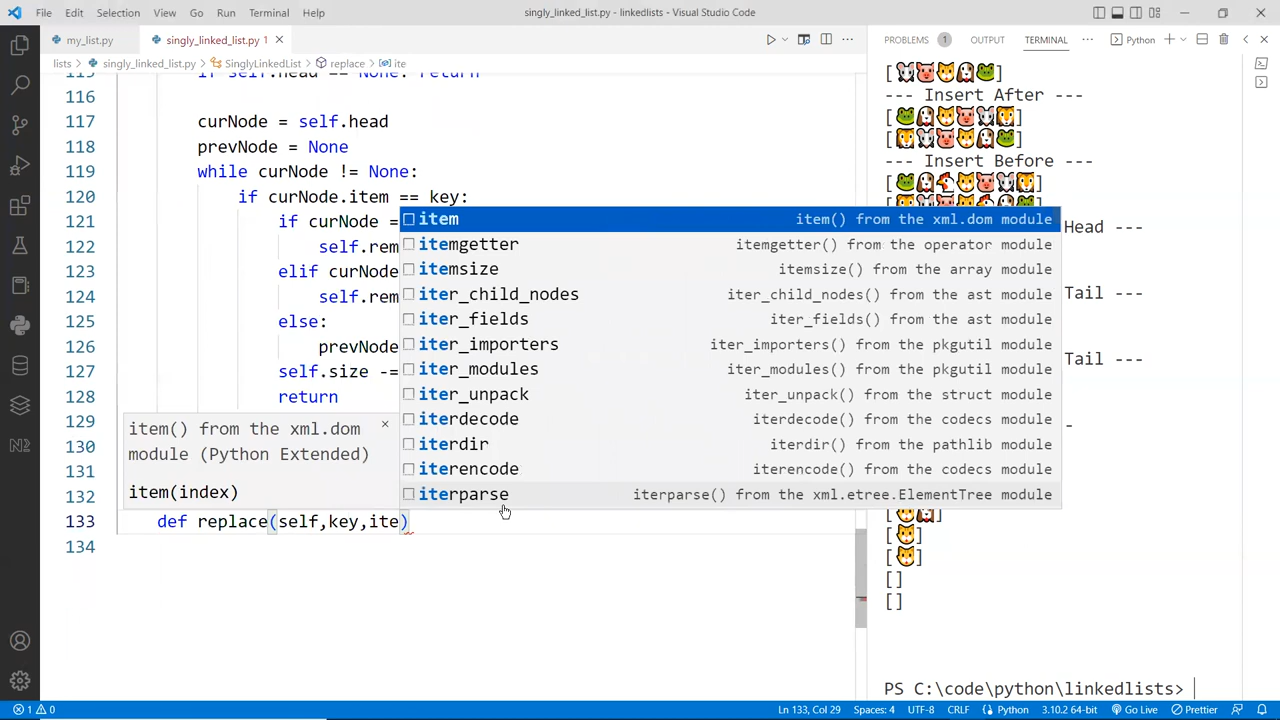 File Edit Selection View Go Run Terminal Help
singly_linked_list.py - linkedlists - Visual Studio Code
my_list.py
singly_linked_list.py 1
PROBLEMS 1 OUTPUT TERMINAL Python
lists > singly_linked_list.py > SinglyLinkedList > replace > ite
115 if self.head == None: return
116
117 curNode = self.head
118 prevNode = None
119 while curNode != None:
120 if curNode.item == key:
121 if curNode =
122 self.rem
123 elif curNode
124 self.rem
125 else:
126 prevNode
127 self.size -=
128 return
129
130
131
132
133 def replace(self,key,ite)
134
item item() from the xml.dom module
itemgetter itemgetter() from the operator module
itemsize itemsize() from the array module
iter_child_nodes iter_child_nodes() from the ast module
iter_fields iter_fields() from the ast module
iter_importers iter_importers() from the pkgutil module
iter_modules iter_modules() from the pkgutil module
iter_unpack iter_unpack() from the struct module
iterdecode iterdecode() from the codecs module
iterdir iterdir() from the pathlib module
iterencode iterencode() from the codecs module
iterparse iterparse() from the xml.etree.ElementTree module
item() from the xml.dom
module (Python Extended)
item(index)
[🐭🐷🐱🐶🐸]
--- Insert After ---
[🐸🐶🐱🐷🐭🐯]
[🐯🐭🐷🐱🐶🐸]
--- Insert Before ---
[🐸🐶🐔🐱🐷🐭🐯]
Head ---
Tail ---
Tail ---
-
[🐱🐶]
[🐱]
[🐱]
[]
[]
PS C:\code\python\linkedlists>
1 0
Ln 133, Col 29 Spaces: 4 UTF-8 CRLF Python 3.10.2 64-bit Go Live Prettier